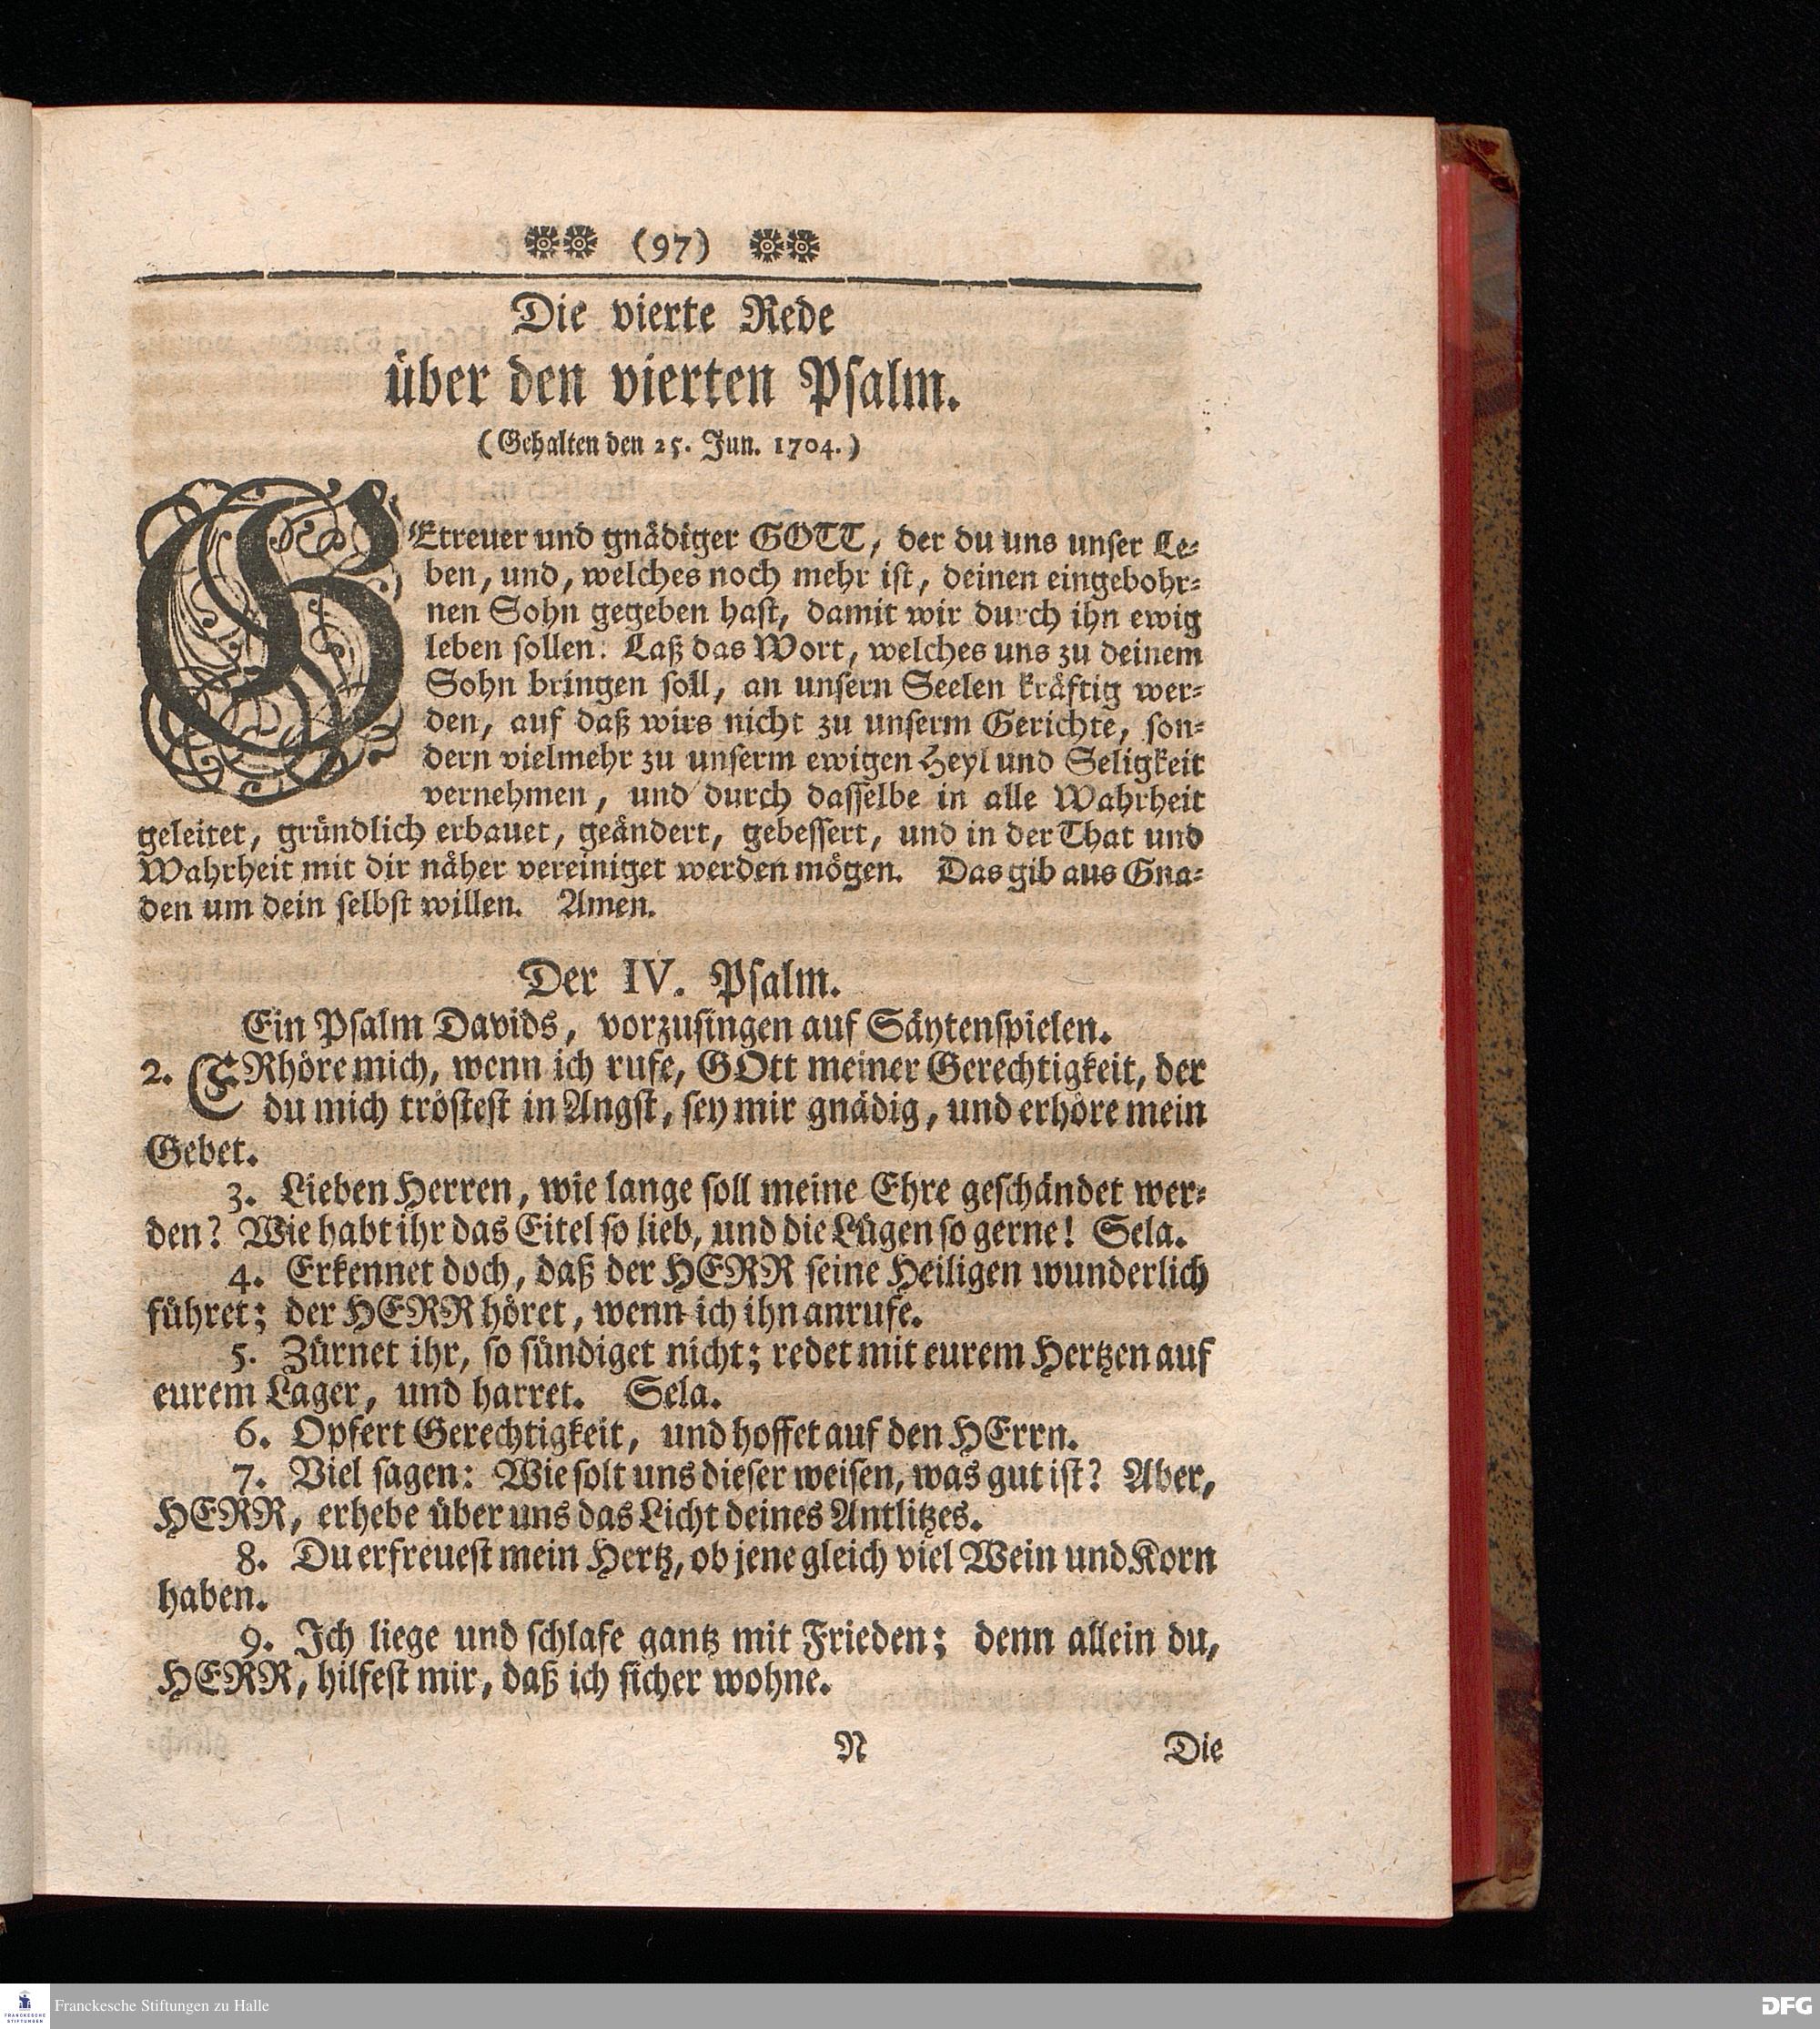 (97)
Die vierte Rede
über den vierten Psalm.
(Gehalten den 25. Jun. 1704.)
GEtreuer und gnädiger GOTT, der du uns unser Le-
ben, und, welches noch mehr ist, deinen eingebohr-
nen Sohn gegeben hast, damit wir durch ihn ewig
leben sollen: Laß das Wort, welches uns zu deinem
Sohn bringen soll, an unsern Seelen kräftig wer-
den, auf daß wirs nicht zu unserm Gerichte, son-
dern vielmehr zu unserm ewigen Heyl und Seligkeit
vernehmen, und durch dasselbe in alle Wahrheit
geleitet, gründlich erbauet, geändert, gebessert, und in der That und
Wahrheit mit dir näher vereiniget werden mögen. Das gib aus Gna-
den um dein selbst willen. Amen.
Der IV. Psalm.
Ein Psalm Davids, vorzusingen auf Säytenspielen.
2. ERhöre mich, wenn ich rufe, GOtt meiner Gerechtigkeit, der
du mich tröstest in Angst, sey mir gnädig, und erhöre mein
Gebet.
3. Lieben Herren, wie lange soll meine Ehre geschändet wer-
den? Wie habt ihr das Eitel so lieb, und die Lügen so gerne! Sela.
4. Erkennet doch, daß der HERR seine Heiligen wunderlich
führet; der HERR höret, wenn ich ihn anrufe.
5. Zürnet ihr, so sündiget nicht; redet mit eurem Hertzen auf
eurem Lager, und harret. Sela.
6. Opfert Gerechtigkeit, und hoffet auf den HErrn.
7. Viel sagen: Wie solt uns dieser weisen, was gut ist? Aber,
HERR, erhebe über uns das Licht deines Antlitzes.
8. Du erfreuest mein Hertz, ob jene gleich viel Wein und Korn
haben.
9. Ich liege und schlafe gantz mit Frieden; denn allein du,
HERR, hilfest mir, daß ich sicher wohne.
N Die
FRANCKESCHE STIFTUNGEN
Franckesche Stiftungen zu Halle
DFG